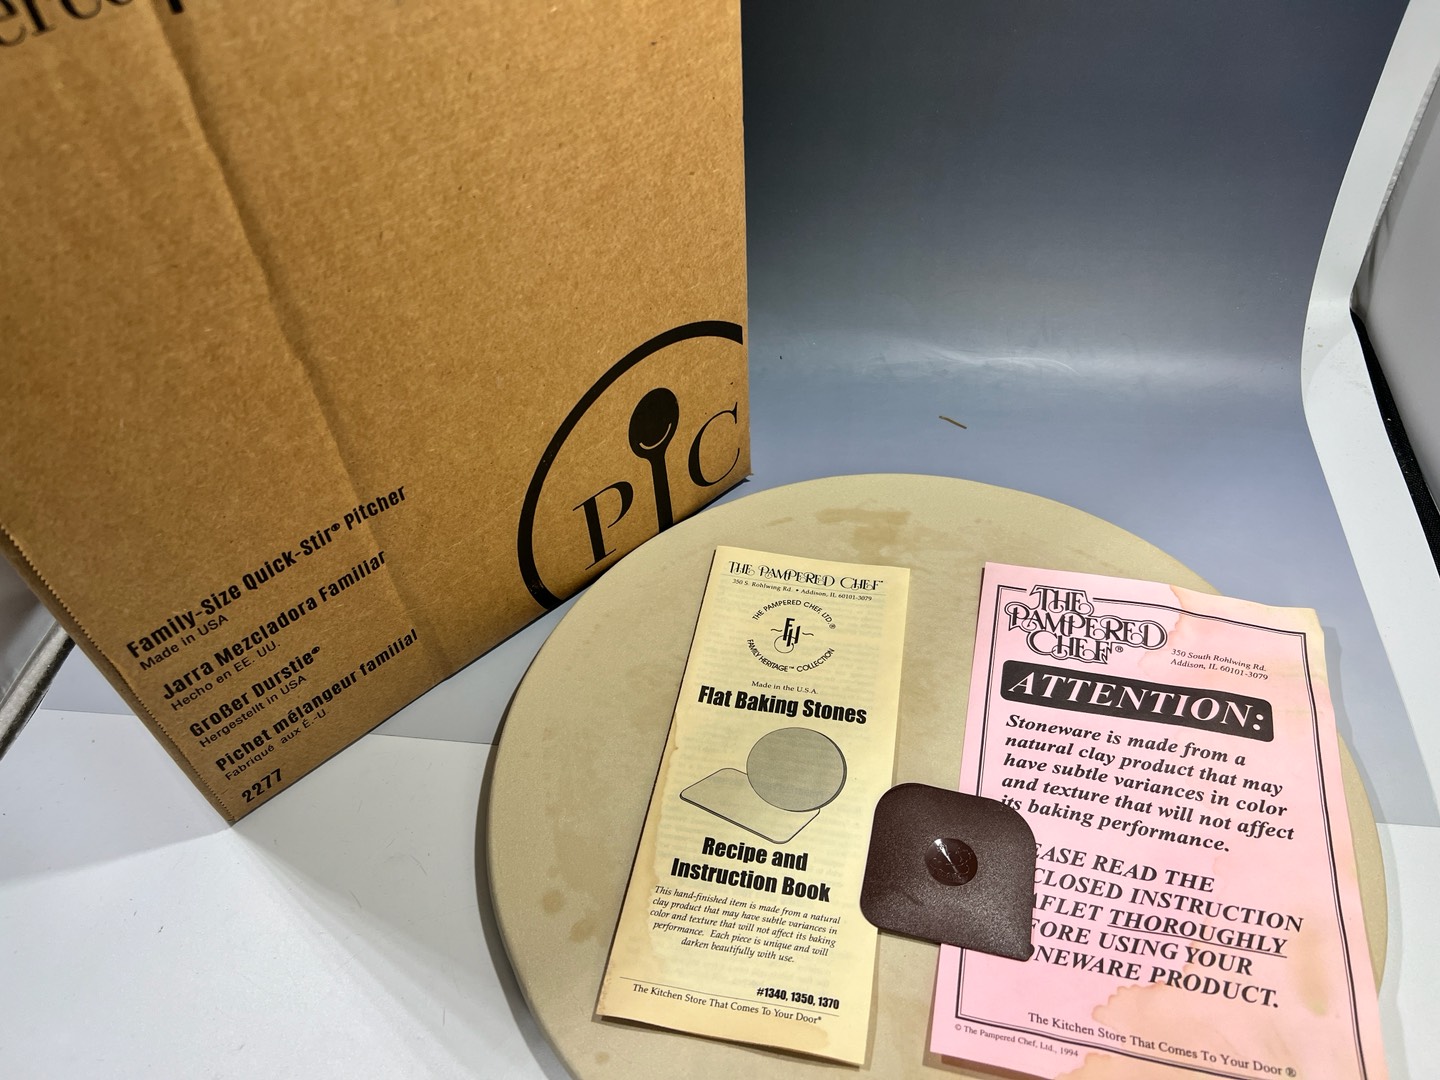 Family-Size Quick-Stir® Pitcher
Made in USA
Jarra Mezcladora Familiar
Hecho en EE. UU.
Großer Durstie®
Hergestellt in USA
Pichet mélangeur familial
Fabriqué aux É.-U.
2277
P C
THE PAMPERED CHEF™
350 S. Rohlwing Rd. • Addison, IL 60101-3079
THE PAMPERED CHEF, LTD.®
FH
FAMILY HERITAGE™ COLLECTION
Made in the U.S.A.
Flat Baking Stones
Recipe and
Instruction Book
This hand-finished item is made from a natural
clay product that may have subtle variances in
color and texture that will not affect its baking
performance. Each piece is unique and will
darken beautifully with use.
#1340, 1350, 1370
The Kitchen Store That Comes To Your Door®
THE
PAMPERED
CHEF®
350 South Rohlwing Rd.
Addison, IL 60101-3079
ATTENTION:
Stoneware is made from a
natural clay product that may
have subtle variances in color
and texture that will not affect
its baking performance.
EASE READ THE
CLOSED INSTRUCTION
AFLET THOROUGHLY
FORE USING YOUR
NEWARE PRODUCT.
The Kitchen Store That Comes To Your Door ®
© The Pampered Chef, Ltd., 1994